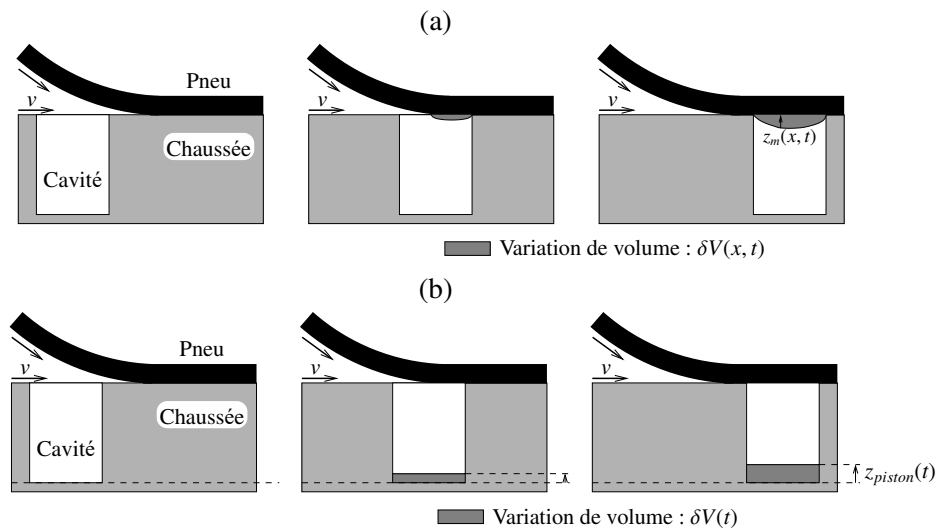 (a)
Pneu
v
Chaussée
Cavité
v
v
z_m(x, t)
Variation de volume : δV(x, t)
(b)
Pneu
v
Chaussée
Cavité
v
v
z_piston(t)
Variation de volume : δV(t)